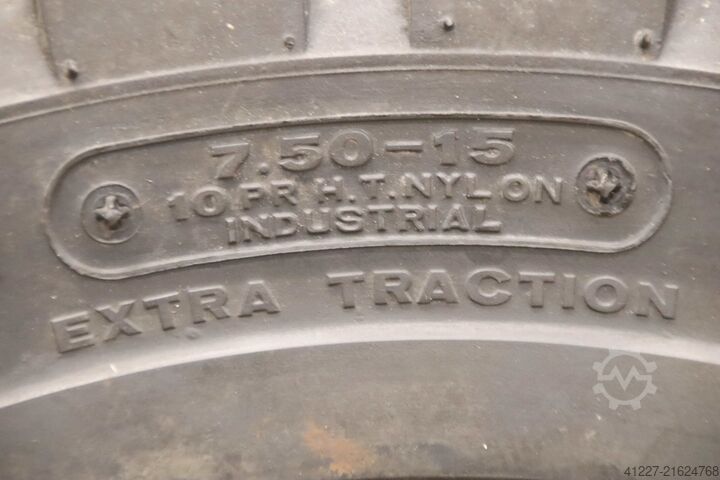 7.50-15
10 PR H.T. NYLON
INDUSTRIAL
EXTRA TRACTION
41227-21624768